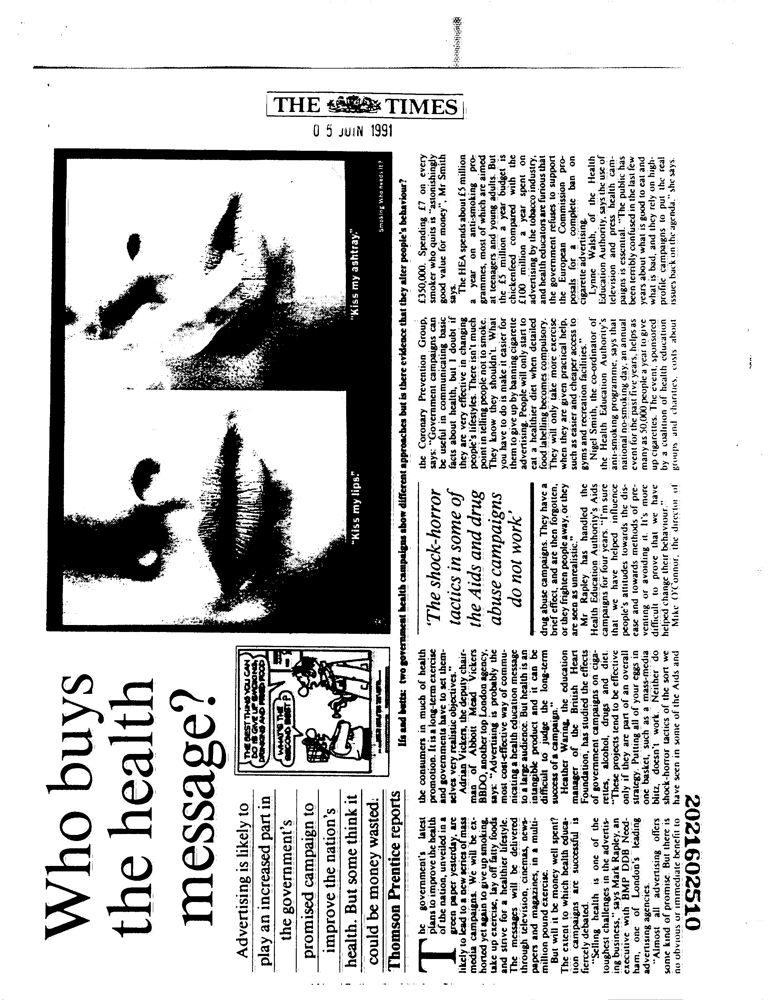 THE TIMES
0 5 JUIN 1991
Who buys
the health
message?
Advertising is likely to
play an increased part in
the government's
promised campaign to
improve the nation's
health. But some think it
could be money wasted.
Thomson Prentice reports
THE BEST THING YOU CAN
DO IS GIVE UP SMOKING,
DRINKING AND FRIED FOOD
WHAT'S THE
SECOND BEST?
"Kiss my lips."
"Kiss my ashtray."
Smoking. Who needs it?
Ifs and butts: two government health campaigns show different approaches but is there evidence that they alter people's behaviour?
The government's latest
plans to improve the health
of the nation, unveiled in a
green paper yesterday, are
likely to lead to a new series of mass
media campaigns. We will be ex-
horted yet again to give up smoking,
take up exercise, lay off fatty foods
and strive for a healthier lifestyle.
The messages will be delivered
through television, cinemas, news-
papers and magazines, in a multi-
million pound exercise.
But will it be money well spent?
The extent to which health educa-
tion campaigns are successful is
fiercely debated.
"Selling health is one of the
toughest challenges in the advertis-
ing business," says Mark Rapley, an
executive with BMP DDB Need-
ham, one of London's leading
advertising agencies.
"Almost all advertising offers
some kind of promise. But there is
no obvious or immediate benefit to
the consumers in much of health
promotion. It is a long-term exercise
and governments have to set them-
selves very realistic objectives."
Adrian Vickers, the deputy chair-
man of Abbott Mead Vickers
BBDO, another top London agency,
says: "Advertising is probably the
most cost-effective way of commu-
nicating a health education message
to a large audience. But health is an
intangible product and it can be
difficult to judge the long-term
success of a campaign."
Heather Waring, the education
manager of the British Heart
Foundation, has studied the effects
of government campaigns on ciga-
rettes, alcohol, drugs and diet.
"These projects tend to be effective
only if they are part of an overall
strategy. Putting all of your eggs in
one basket, such as a mass-media
blitz, doesn't work. Neither do
shock-horror tactics of the sort we
have seen in some of the Aids and
'The shock-horror
tactics in some of
the Aids and drug
abuse campaigns
do not work'
drug abuse campaigns. They have a
brief effect, and are then forgotten,
or they frighten people away, or they
are seen as unrealistic."
Mr Rapley has handled the
Health Education Authority's Aids
campaigns for four years. "I'm sure
that we have helped influence
people's attitudes towards the dis-
ease and towards methods of pre-
venting or avoiding it. It's more
difficult to prove that we have
helped change their behaviour."
Mike O'Connor, the director of
the Coronary Prevention Group,
says: "Government campaigns can
be useful in communicating basic
facts about health, but I doubt if
they are very effective in changing
people's lifestyles. There isn't much
point in telling people not to smoke.
They know they shouldn't. What
you have to do is make it easier for
them to give up by banning cigarette
advertising. People will only start to
eat a healthier diet when detailed
food labelling becomes compulsory.
They will only take more exercise
when they are given practical help,
such as easier and cheaper access to
gyms and recreation facilities."
Nigel Smith, the co-ordinator of
the Health Education Authority's
anti-smoking programme, says that
national no-smoking day, an annual
event for the past five years, helps as
many as 50,000 people a year to give
up cigarettes. The event, sponsored
by a coalition of health education
groups and charities, costs about
£350,000. Spending £7 on every
smoker who quits is "astonishingly
good value for money", Mr Smith
says.
The HEA spends about £5 million
a year on anti-smoking pro-
grammes, most of which are aimed
at teenagers and young adults. But
the £5 million a year budget is
chickenfeed compared with the
£100 million a year spent on
advertising by the tobacco industry,
and health educators are furious that
the government refuses to support
the European Commission pro-
posals for a complete ban on
cigarette advertising.
Lynne Walsh, of the Health
Education Authority, says the use of
television and press health cam-
paigns is essential. "The public has
been terribly confused in the last few
years about what is good to eat and
what is bad, and they rely on high-
profile campaigns to put the real
issues back on the agenda," she says.
2021602510